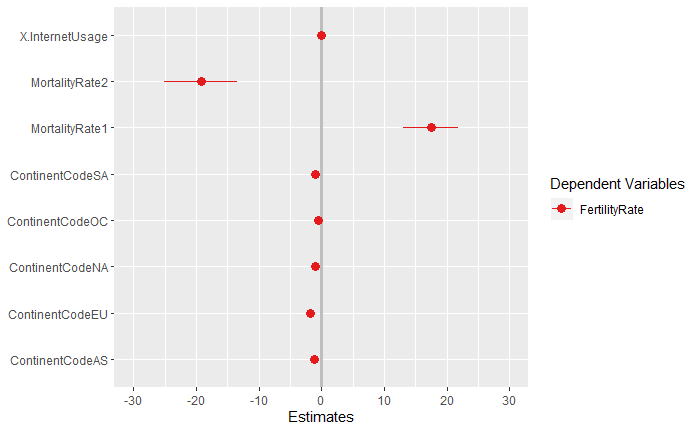 X.InternetUsage
MortalityRate2
MortalityRate1
ContinentCodeSA
ContinentCodeOC
ContinentCodeNA
ContinentCodeEU
ContinentCodeAS
-30 -20 -10 0 10 20 30
Estimates
Dependent Variables
FertilityRate